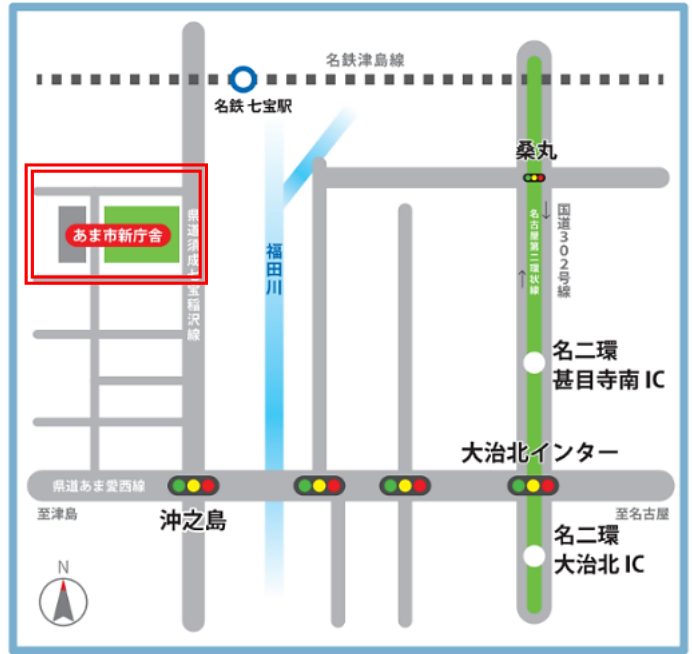 名鉄津島線
名鉄 七宝駅
桑丸
あま市新庁舎
県道須成七宝稲沢線
福田川
名古屋第二環状線
国道302号線
↓
↑
名二環
甚目寺南 IC
大治北インター
県道あま愛西線
至津島
沖之島
至名古屋
名二環
大治北 IC
N